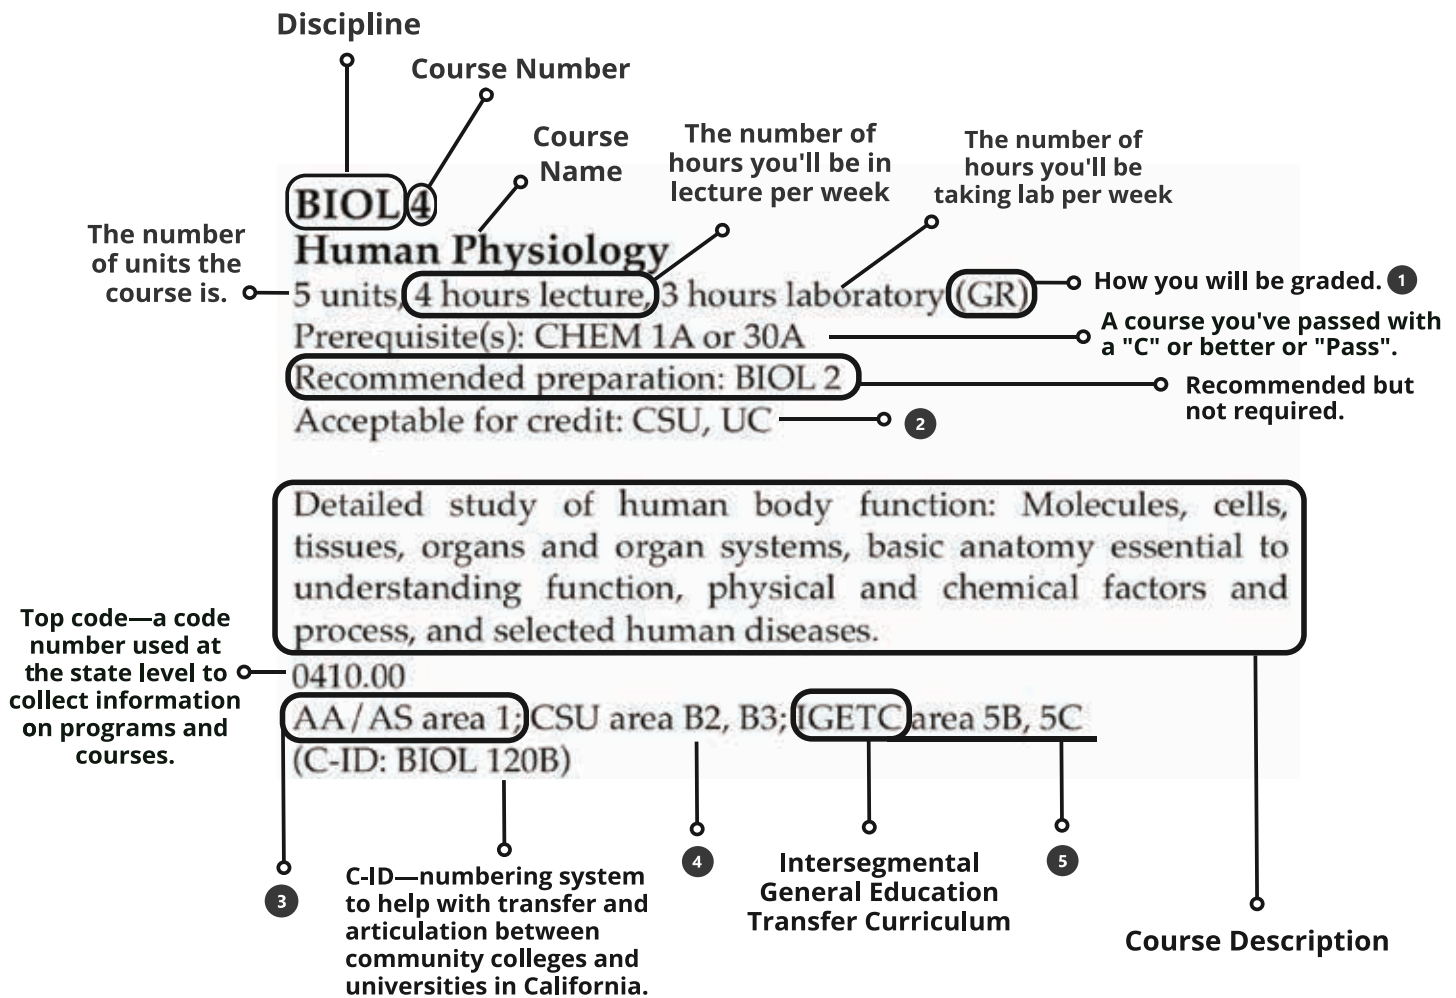 Discipline
Course Number
Course
Name
The number of
hours you'll be in
lecture per week
The number of
hours you'll be
taking lab per week
BIOL 4
The number
of units the
course is.
Human Physiology
5 units, 4 hours lecture, 3 hours laboratory (GR)
How you will be graded. 1
Prerequisite(s): CHEM 1A or 30A
A course you've passed with
a "C" or better or "Pass".
Recommended preparation: BIOL 2
Recommended but
not required.
Acceptable for credit: CSU, UC
2
Detailed study of human body function: Molecules, cells,
tissues, organs and organ systems, basic anatomy essential to
understanding function, physical and chemical factors and
process, and selected human diseases.
Top code—a code
number used at
the state level to
collect information
on programs and
courses.
0410.00
AA/AS area 1; CSU area B2, B3; IGETC area 5B, 5C
(C-ID: BIOL 120B)
3
C-ID—numbering system
to help with transfer and
articulation between
community colleges and
universities in California.
4
Intersegmental
General Education
Transfer Curriculum
5
Course Description